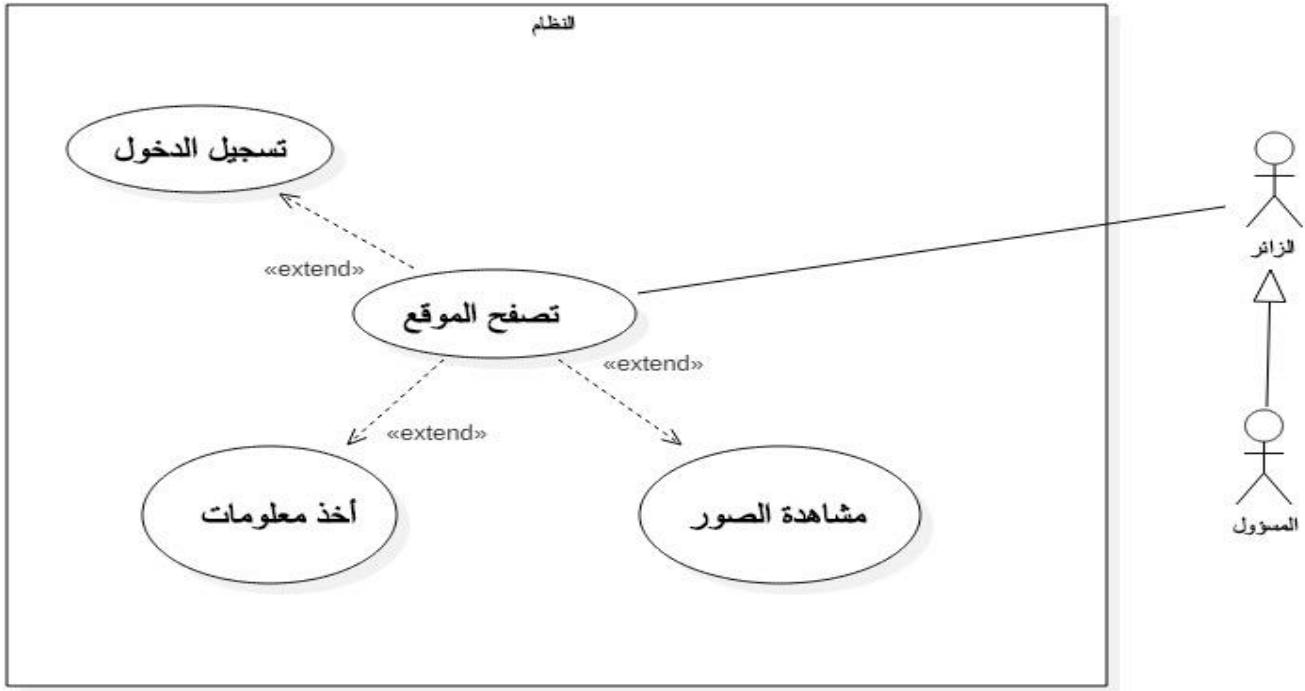 النظام
تسجيل الدخول
الزائر
«extend»
تصفح الموقع
«extend»
«extend»
أخذ معلومات
مشاهدة الصور
المسؤول